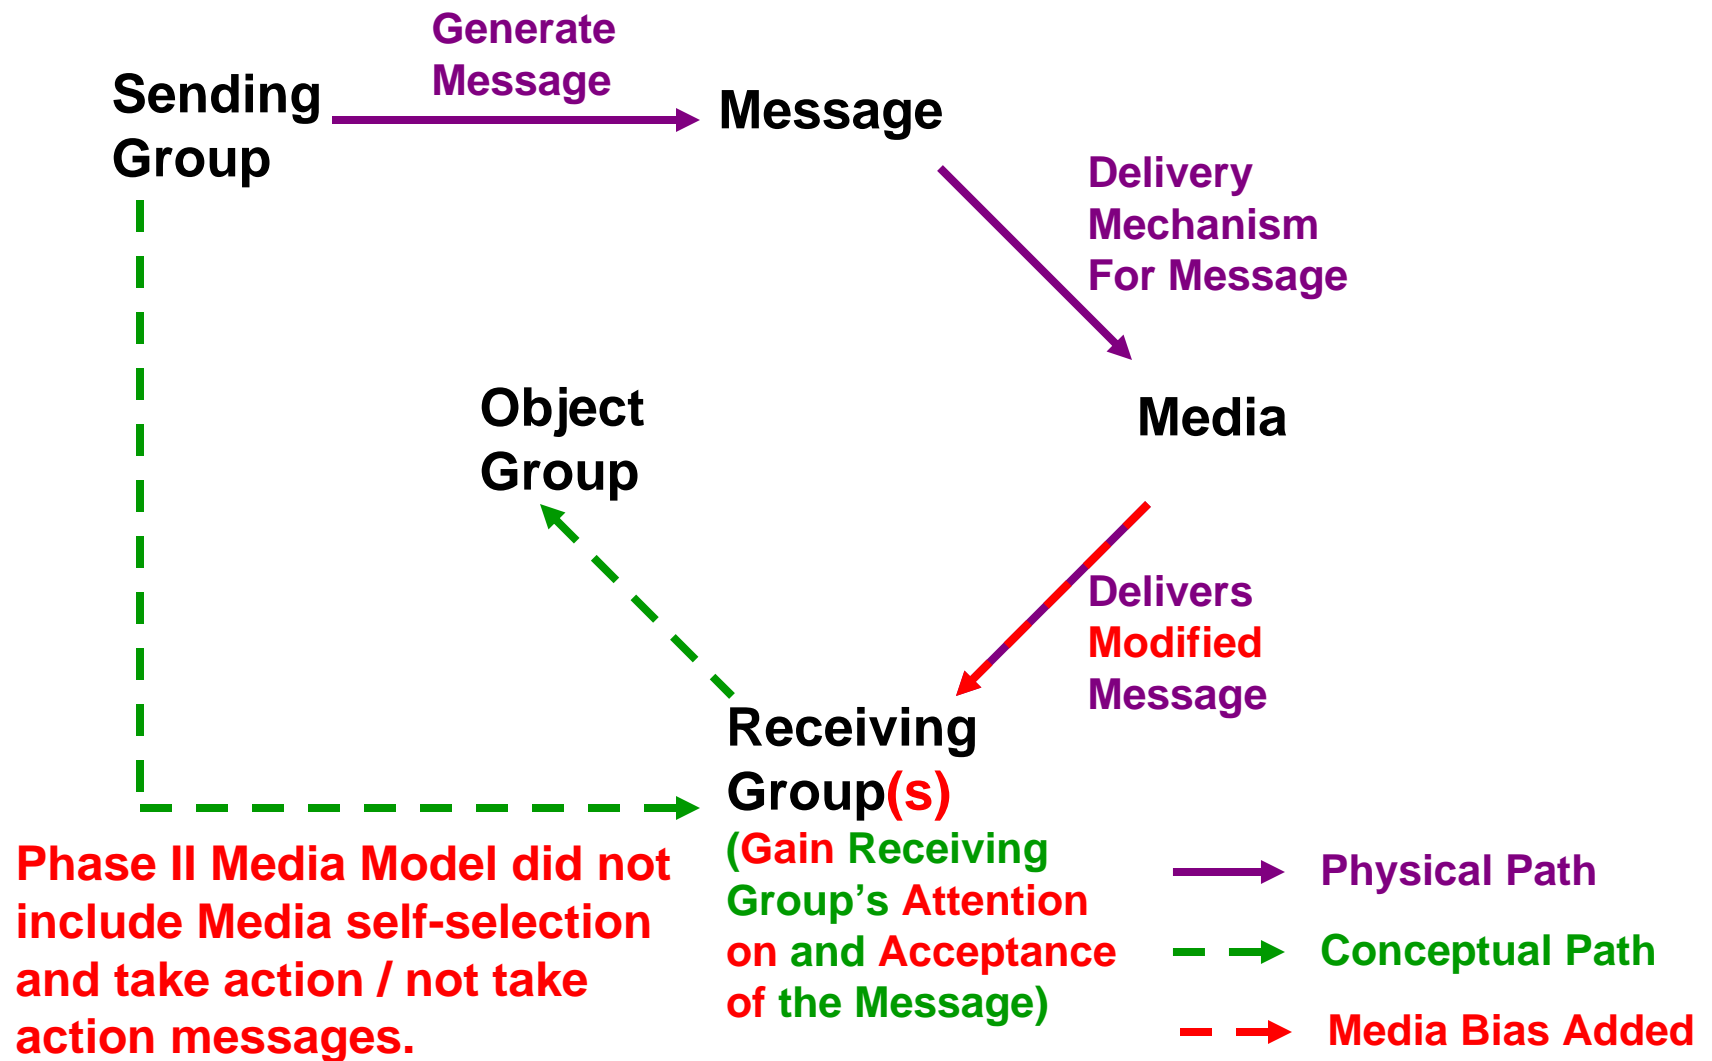 Generate
Message
Sending
Group
Message
Delivery
Mechanism
For Message
Object
Group
Media
Delivers
Modified
Message
Receiving
Group(s)
(Gain Receiving
Group’s Attention
on and Acceptance
of the Message)
Phase II Media Model did not
include Media self-selection
and take action / not take
action messages.
Physical Path
Conceptual Path
Media Bias Added